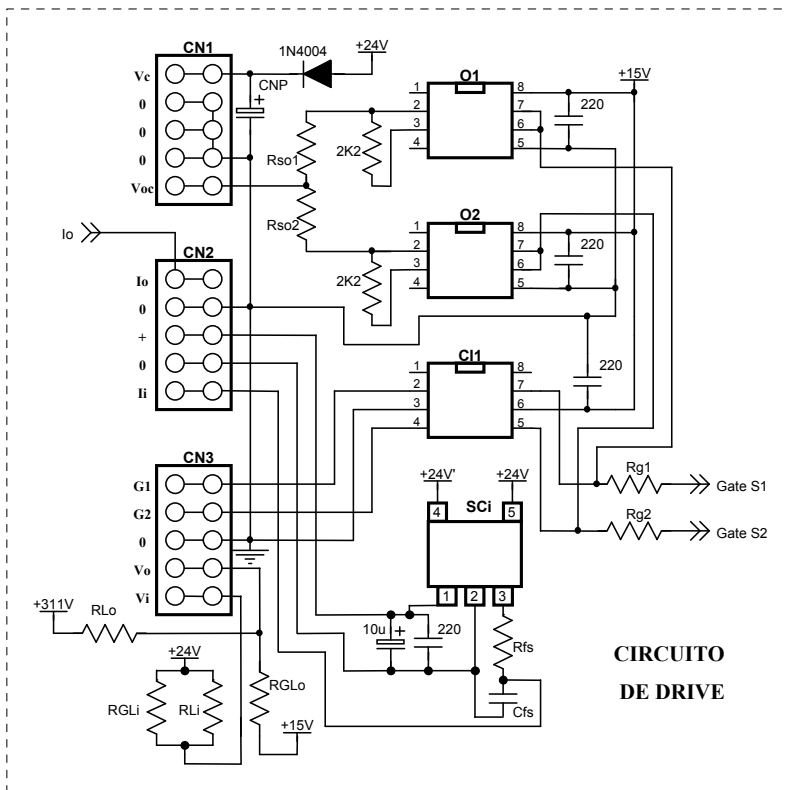 CN1
1N4004
+24V
Vc
0
0
0
Voc
CNP
+
Rso1
Rso2
2K2
2K2
O1
1
2
3
4
8
7
6
5
220
+15V
O2
1
2
3
4
8
7
6
5
220
Io
CN2
Io
0
+
0
Ii
CI1
1
2
3
4
8
7
6
5
220
CN3
G1
G2
0
Vo
Vi
+24V'
+24V
SCi
4
5
1
2
3
Rg1
Gate S1
Rg2
Gate S2
+311V
RLo
+24V
RGLi
RLi
RGLo
+15V
10u
+
220
Rfs
Cfs
CIRCUITO
DE DRIVE